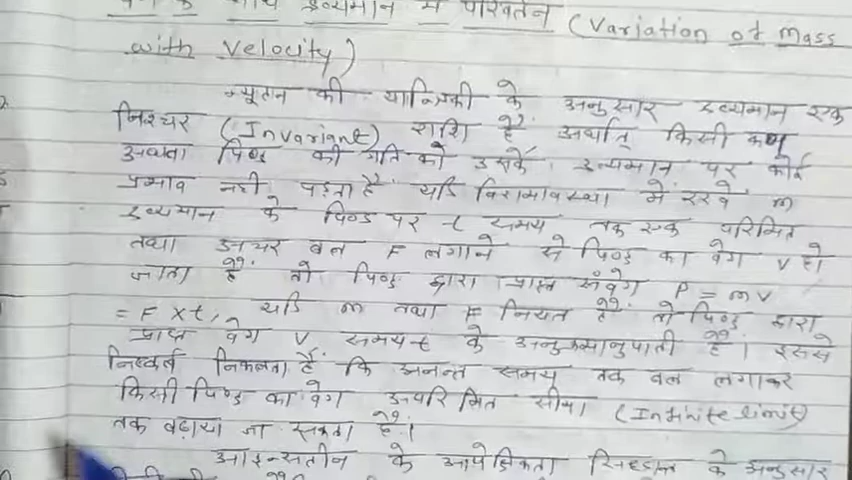 वेग के साथ द्रव्यमान में परिवर्तन (Variation of Mass
with Velocity)
न्यूटन की यान्त्रिकी के अनुसार द्रव्यमान एक
निश्चर (Invariant) राशि है अर्थात् किसी कण
अथवा पिण्ड की गति को उसके द्रव्यमान पर कोई
प्रभाव नही पड़ता है यदि विरामावस्था में रखे m
द्रव्यमान के पिण्ड पर t समय तक एक परिमित
तथा अचर बल F लगाने से पिण्ड का वेग v हो
जाता है तो पिण्ड द्वारा प्राप्त संवेग P = mv
= F x t, यदि m तथा F नियत है तो पिण्ड द्वारा
प्राप्त वेग v समय t के अनुक्रमानुपाती है। इससे
निष्कर्ष निकलता है कि अनन्त समय तक बल लगाकर
किसी पिण्ड का वेग अपरिमित सीमा (Infinite limit)
तक बढ़ाया जा सकता है।
आइन्सतीन के आपेक्षिकता सिद्धान्त के अनुसार